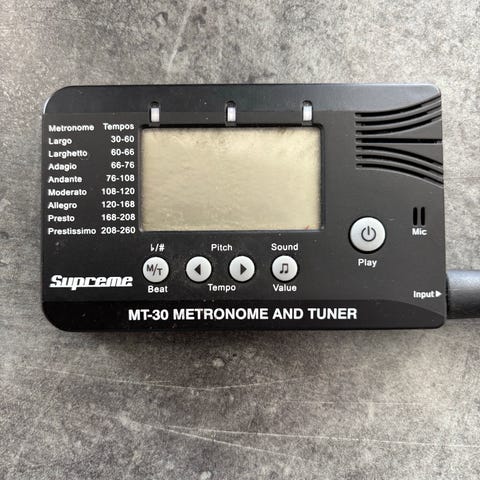 Metronome Tempos
Largo 30-60
Larghetto 60-66
Adagio 66-76
Andante 76-108
Moderato 108-120
Allegro 120-168
Presto 168-208
Prestissimo 208-260
♭/# Pitch Sound
M/T
Beat Tempo Value
Play
Mic
Input
Supreme
MT-30 METRONOME AND TUNER